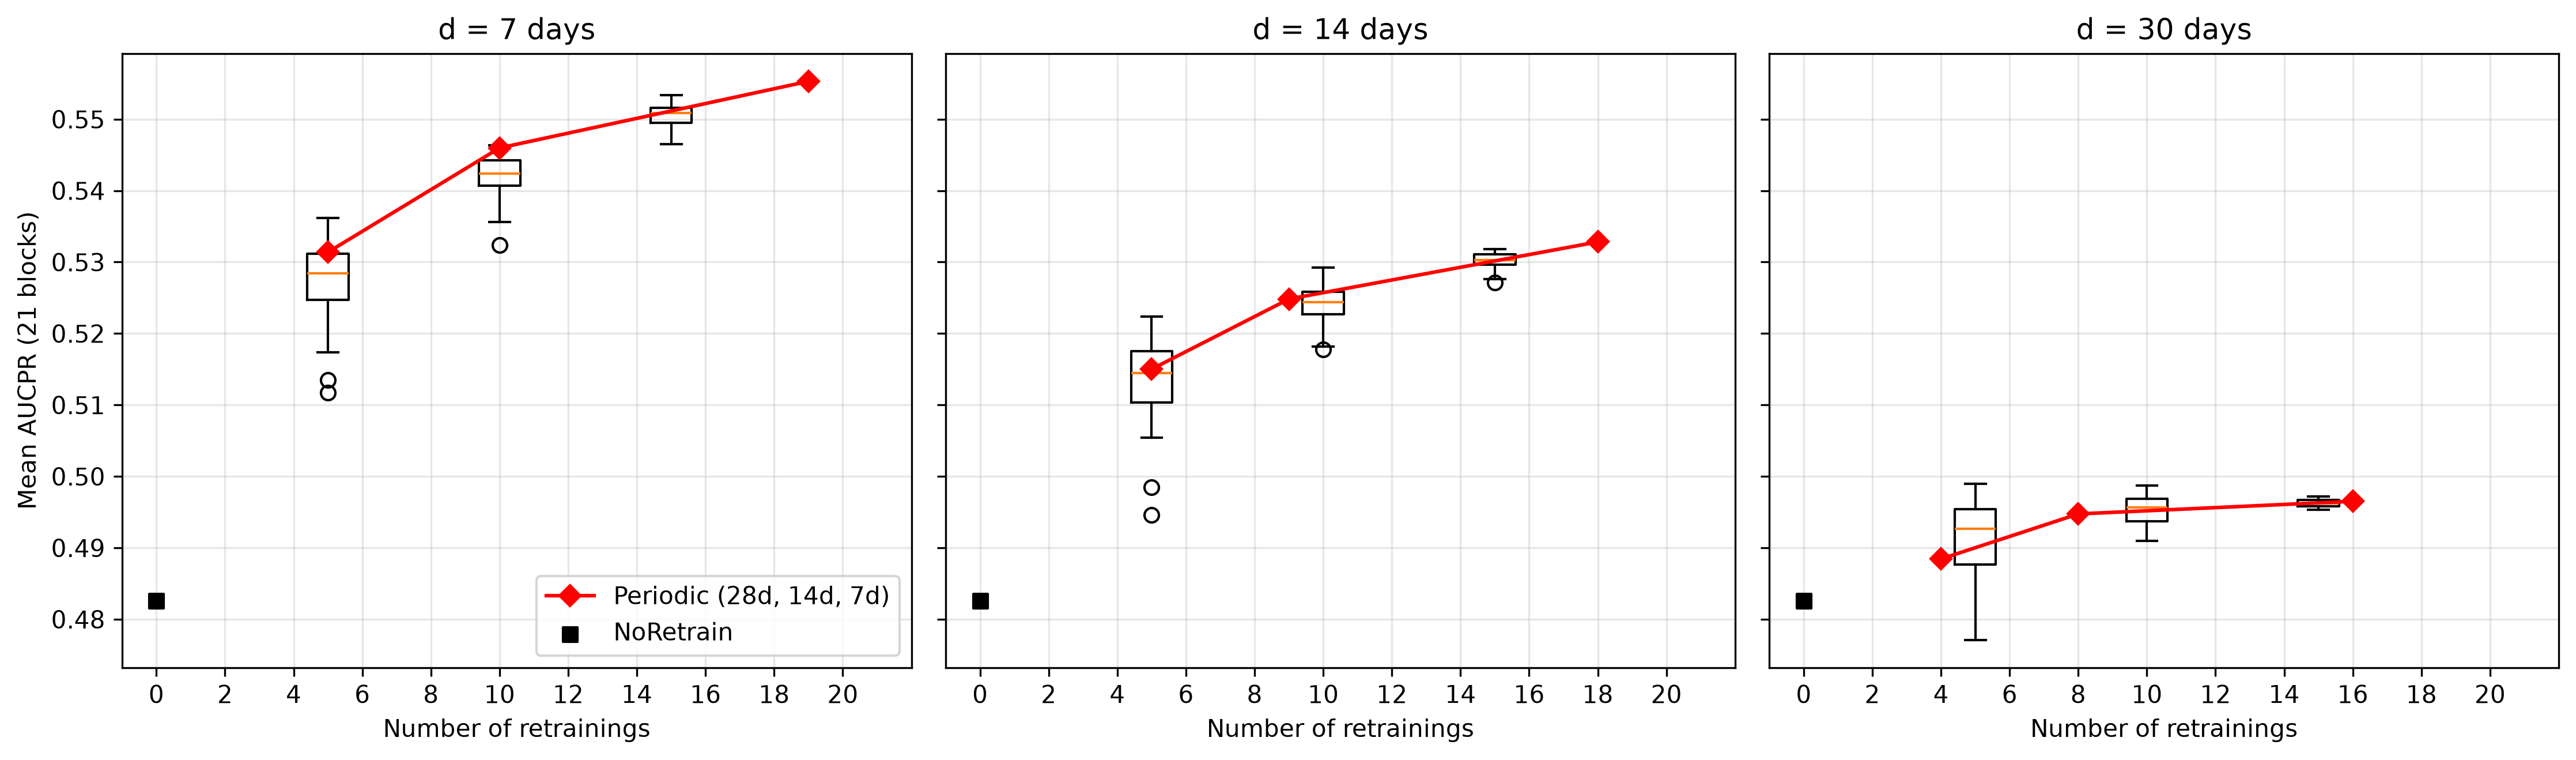 d = 7 days
d = 14 days
d = 30 days
Mean AUCPR (21 blocks)
0.55
0.54
0.53
0.52
0.51
0.50
0.49
0.48
Periodic (28d, 14d, 7d)
NoRetrain
0 2 4 6 8 10 12 14 16 18 20
0 2 4 6 8 10 12 14 16 18 20
0 2 4 6 8 10 12 14 16 18 20
Number of retrainings
Number of retrainings
Number of retrainings